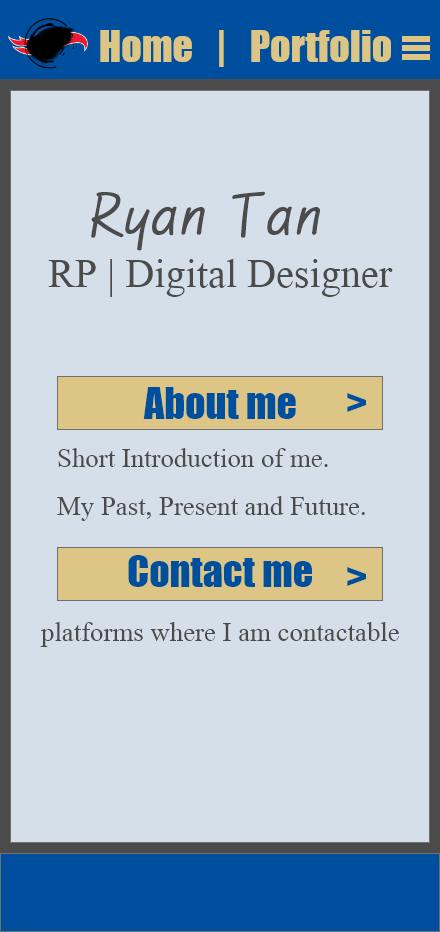 Home | Portfolio
Ryan Tan
RP | Digital Designer
About me >
Short Introduction of me.
My Past, Present and Future.
Contact me >
platforms where I am contactable